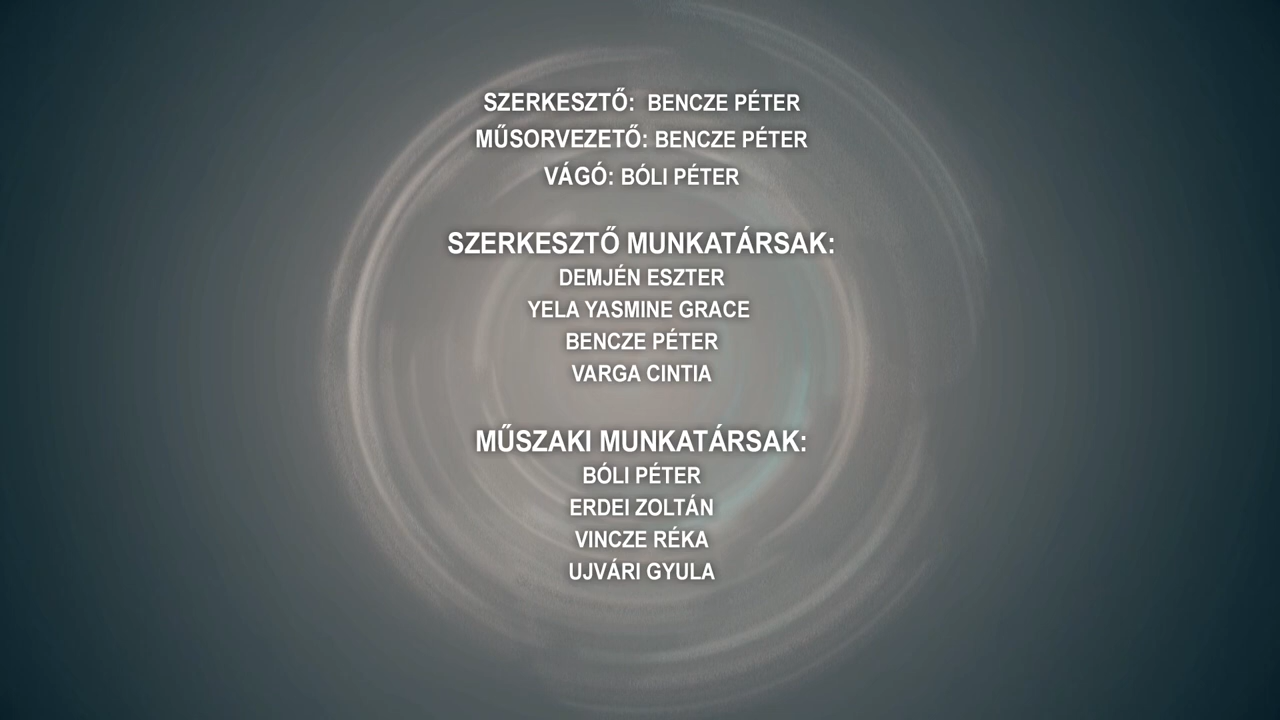 SZERKESZTŐ: BENCZE PÉTER
MŰSORVEZETŐ: BENCZE PÉTER
VÁGÓ: BÓLI PÉTER
SZERKESZTŐ MUNKATÁRSAK:
DEMJÉN ESZTER
YELA YASMINE GRACE
BENCZE PÉTER
VARGA CINTIA
MŰSZAKI MUNKATÁRSAK:
BÓLI PÉTER
ERDEI ZOLTÁN
VINCZE RÉKA
UJVÁRI GYULA